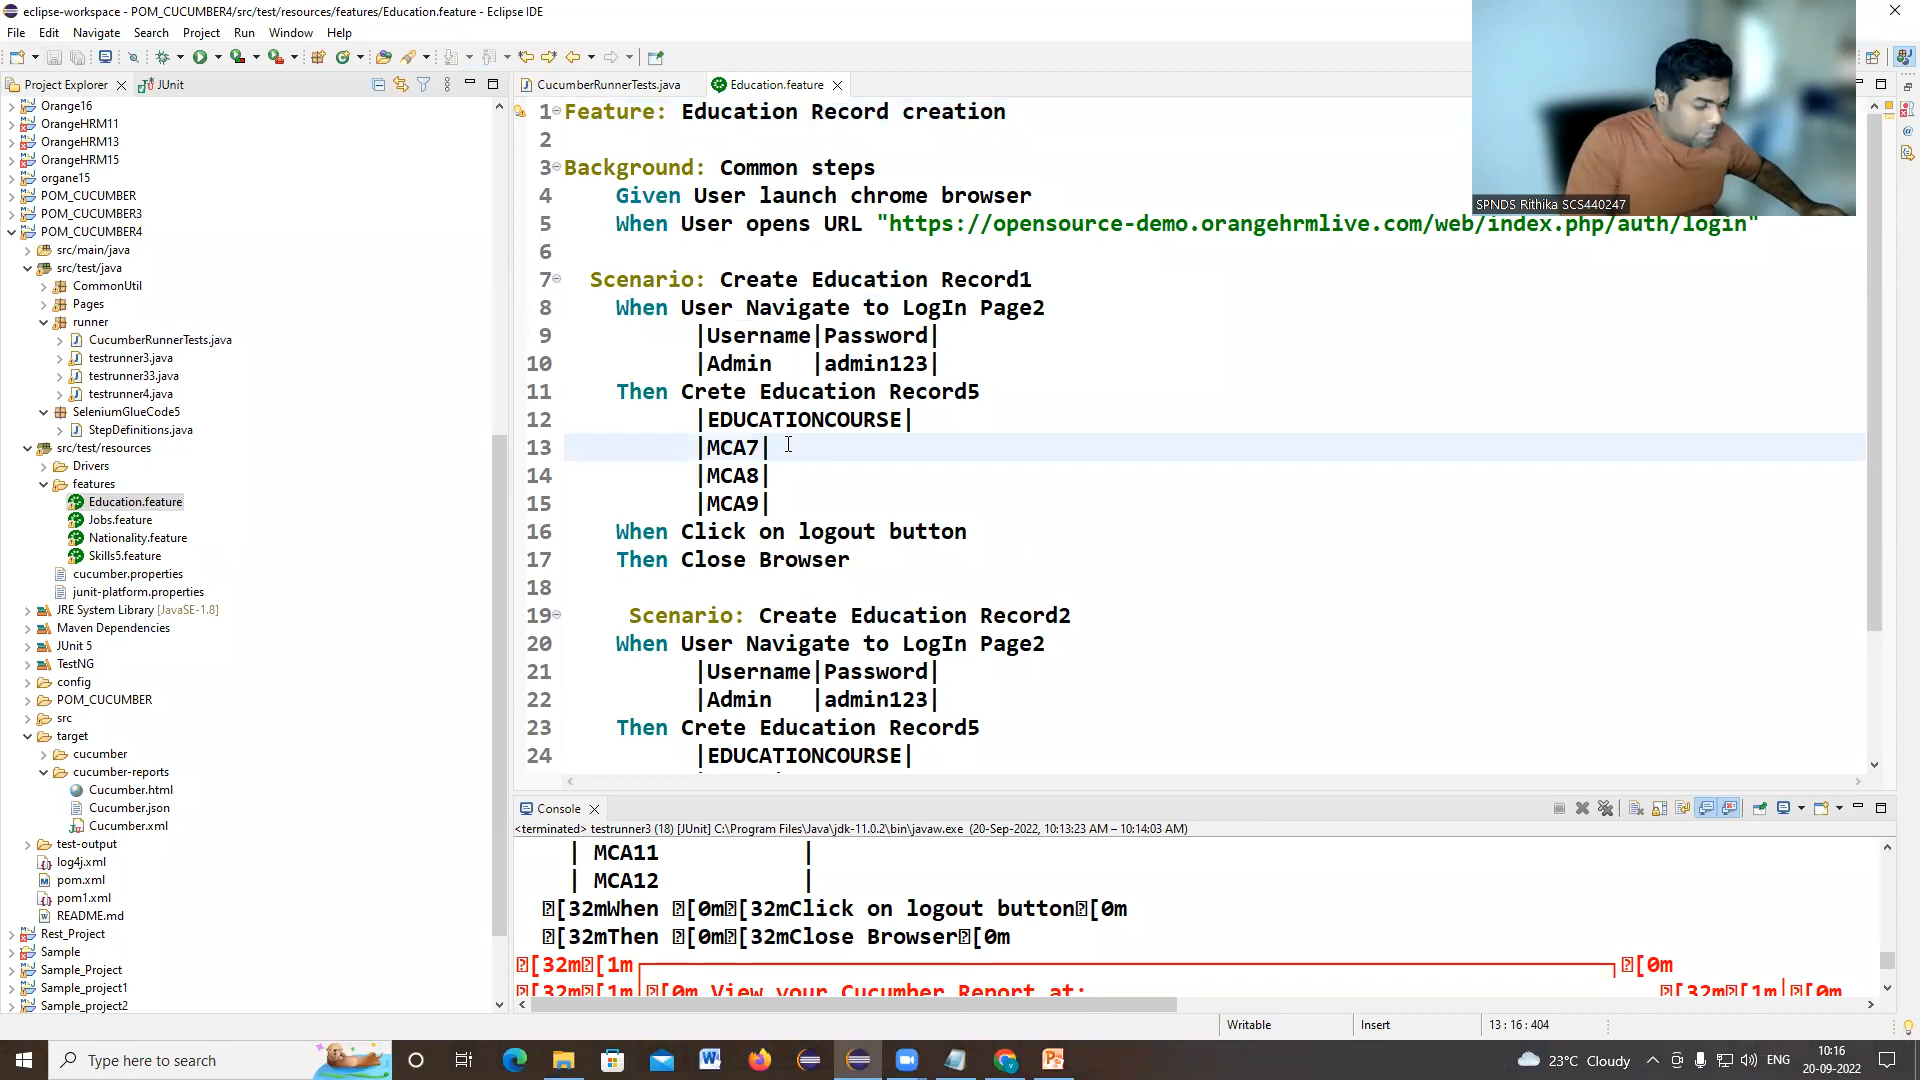 eclipse-workspace - POM_CUCUMBER4/src/test/resources/features/Education.feature - Eclipse IDE
File Edit Navigate Search Project Run Window Help
Project Explorer JUnit
Orange16
OrangeHRM11
OrangeHRM13
OrangeHRM15
organe15
POM_CUCUMBER
POM_CUCUMBER3
POM_CUCUMBER4
src/main/java
src/test/java
CommonUtil
Pages
runner
CucumberRunnerTests.java
testrunner3.java
testrunner33.java
testrunner4.java
SeleniumGlueCode5
StepDefinitions.java
src/test/resources
Drivers
features
Education.feature
Jobs.feature
Nationality.feature
Skills5.feature
cucumber.properties
junit-platform.properties
JRE System Library [JavaSE-1.8]
Maven Dependencies
JUnit 5
TestNG
config
POM_CUCUMBER
src
target
cucumber
cucumber-reports
Cucumber.html
Cucumber.json
Cucumber.xml
test-output
log4j.xml
pom.xml
pom1.xml
README.md
Rest_Project
Sample
Sample_Project
Sample_project1
Sample_project2
CucumberRunnerTests.java Education.feature
1 Feature: Education Record creation
2
3 Background: Common steps
4 Given User launch chrome browser
5 When User opens URL "https://opensource-demo.orangehrmlive.com/web/index.php/auth/login"
6
7 Scenario: Create Education Record1
8 When User Navigate to LogIn Page2
9 |Username|Password|
10 |Admin |admin123|
11 Then Crete Education Record5
12 |EDUCATIONCOURSE|
13 |MCA7|
14 |MCA8|
15 |MCA9|
16 When Click on logout button
17 Then Close Browser
18
19 Scenario: Create Education Record2
20 When User Navigate to LogIn Page2
21 |Username|Password|
22 |Admin |admin123|
23 Then Crete Education Record5
24 |EDUCATIONCOURSE|
SPNDS Rithika SCS440247
Console
<terminated> testrunner3 (18) [JUnit] C:\Program Files\Java\jdk-11.0.2\bin\javaw.exe (20-Sep-2022, 10:13:23 AM – 10:14:03 AM)
| MCA11 |
| MCA12 |
[32mWhen [0m[32mClick on logout button[0m
[32mThen [0m[32mClose Browser[0m
[32m[1m [0m
[32m[1m [0m View your Cucumber Report at: [32m[1m [0m
Writable Insert 13 : 16 : 404
Type here to search
23°C Cloudy ENG 10:16
20-09-2022